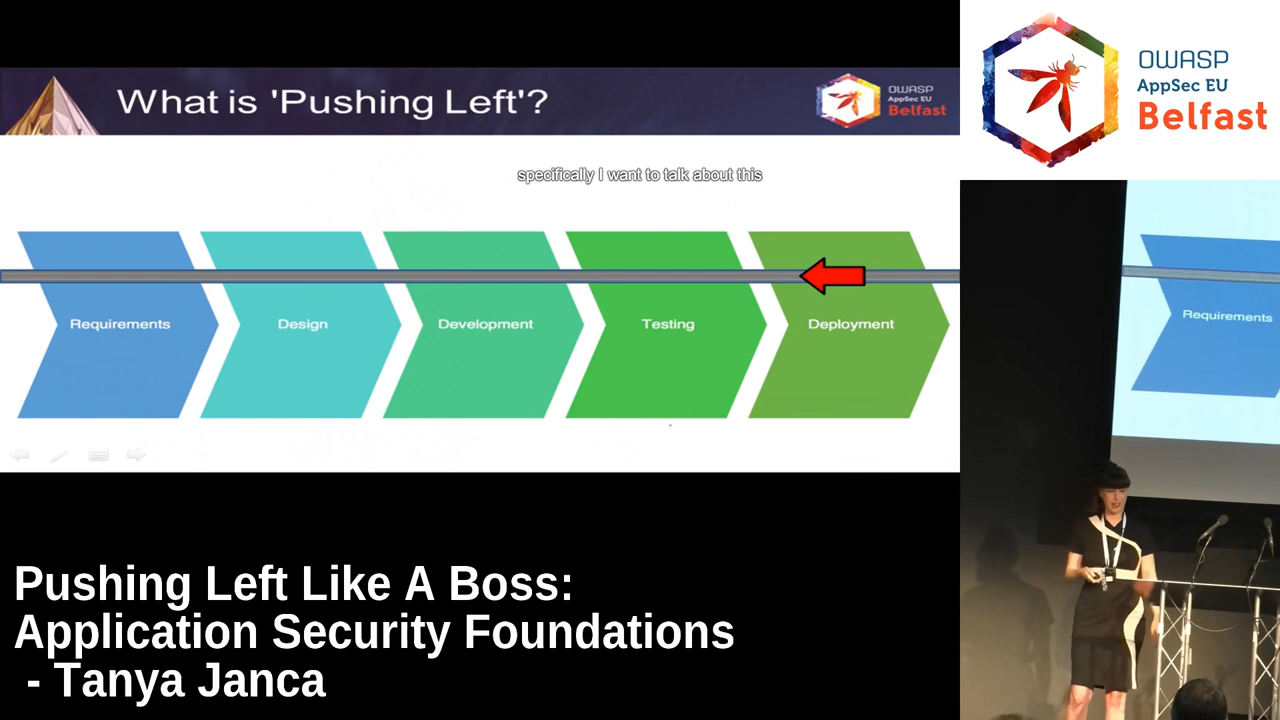 What is 'Pushing Left'?
OWASP
AppSec EU
Belfast
specifically I want to talk about this
Requirements
Design
Development
Testing
Deployment
OWASP
AppSec EU
Belfast
Requirements
Pushing Left Like A Boss:
Application Security Foundations
- Tanya Janca